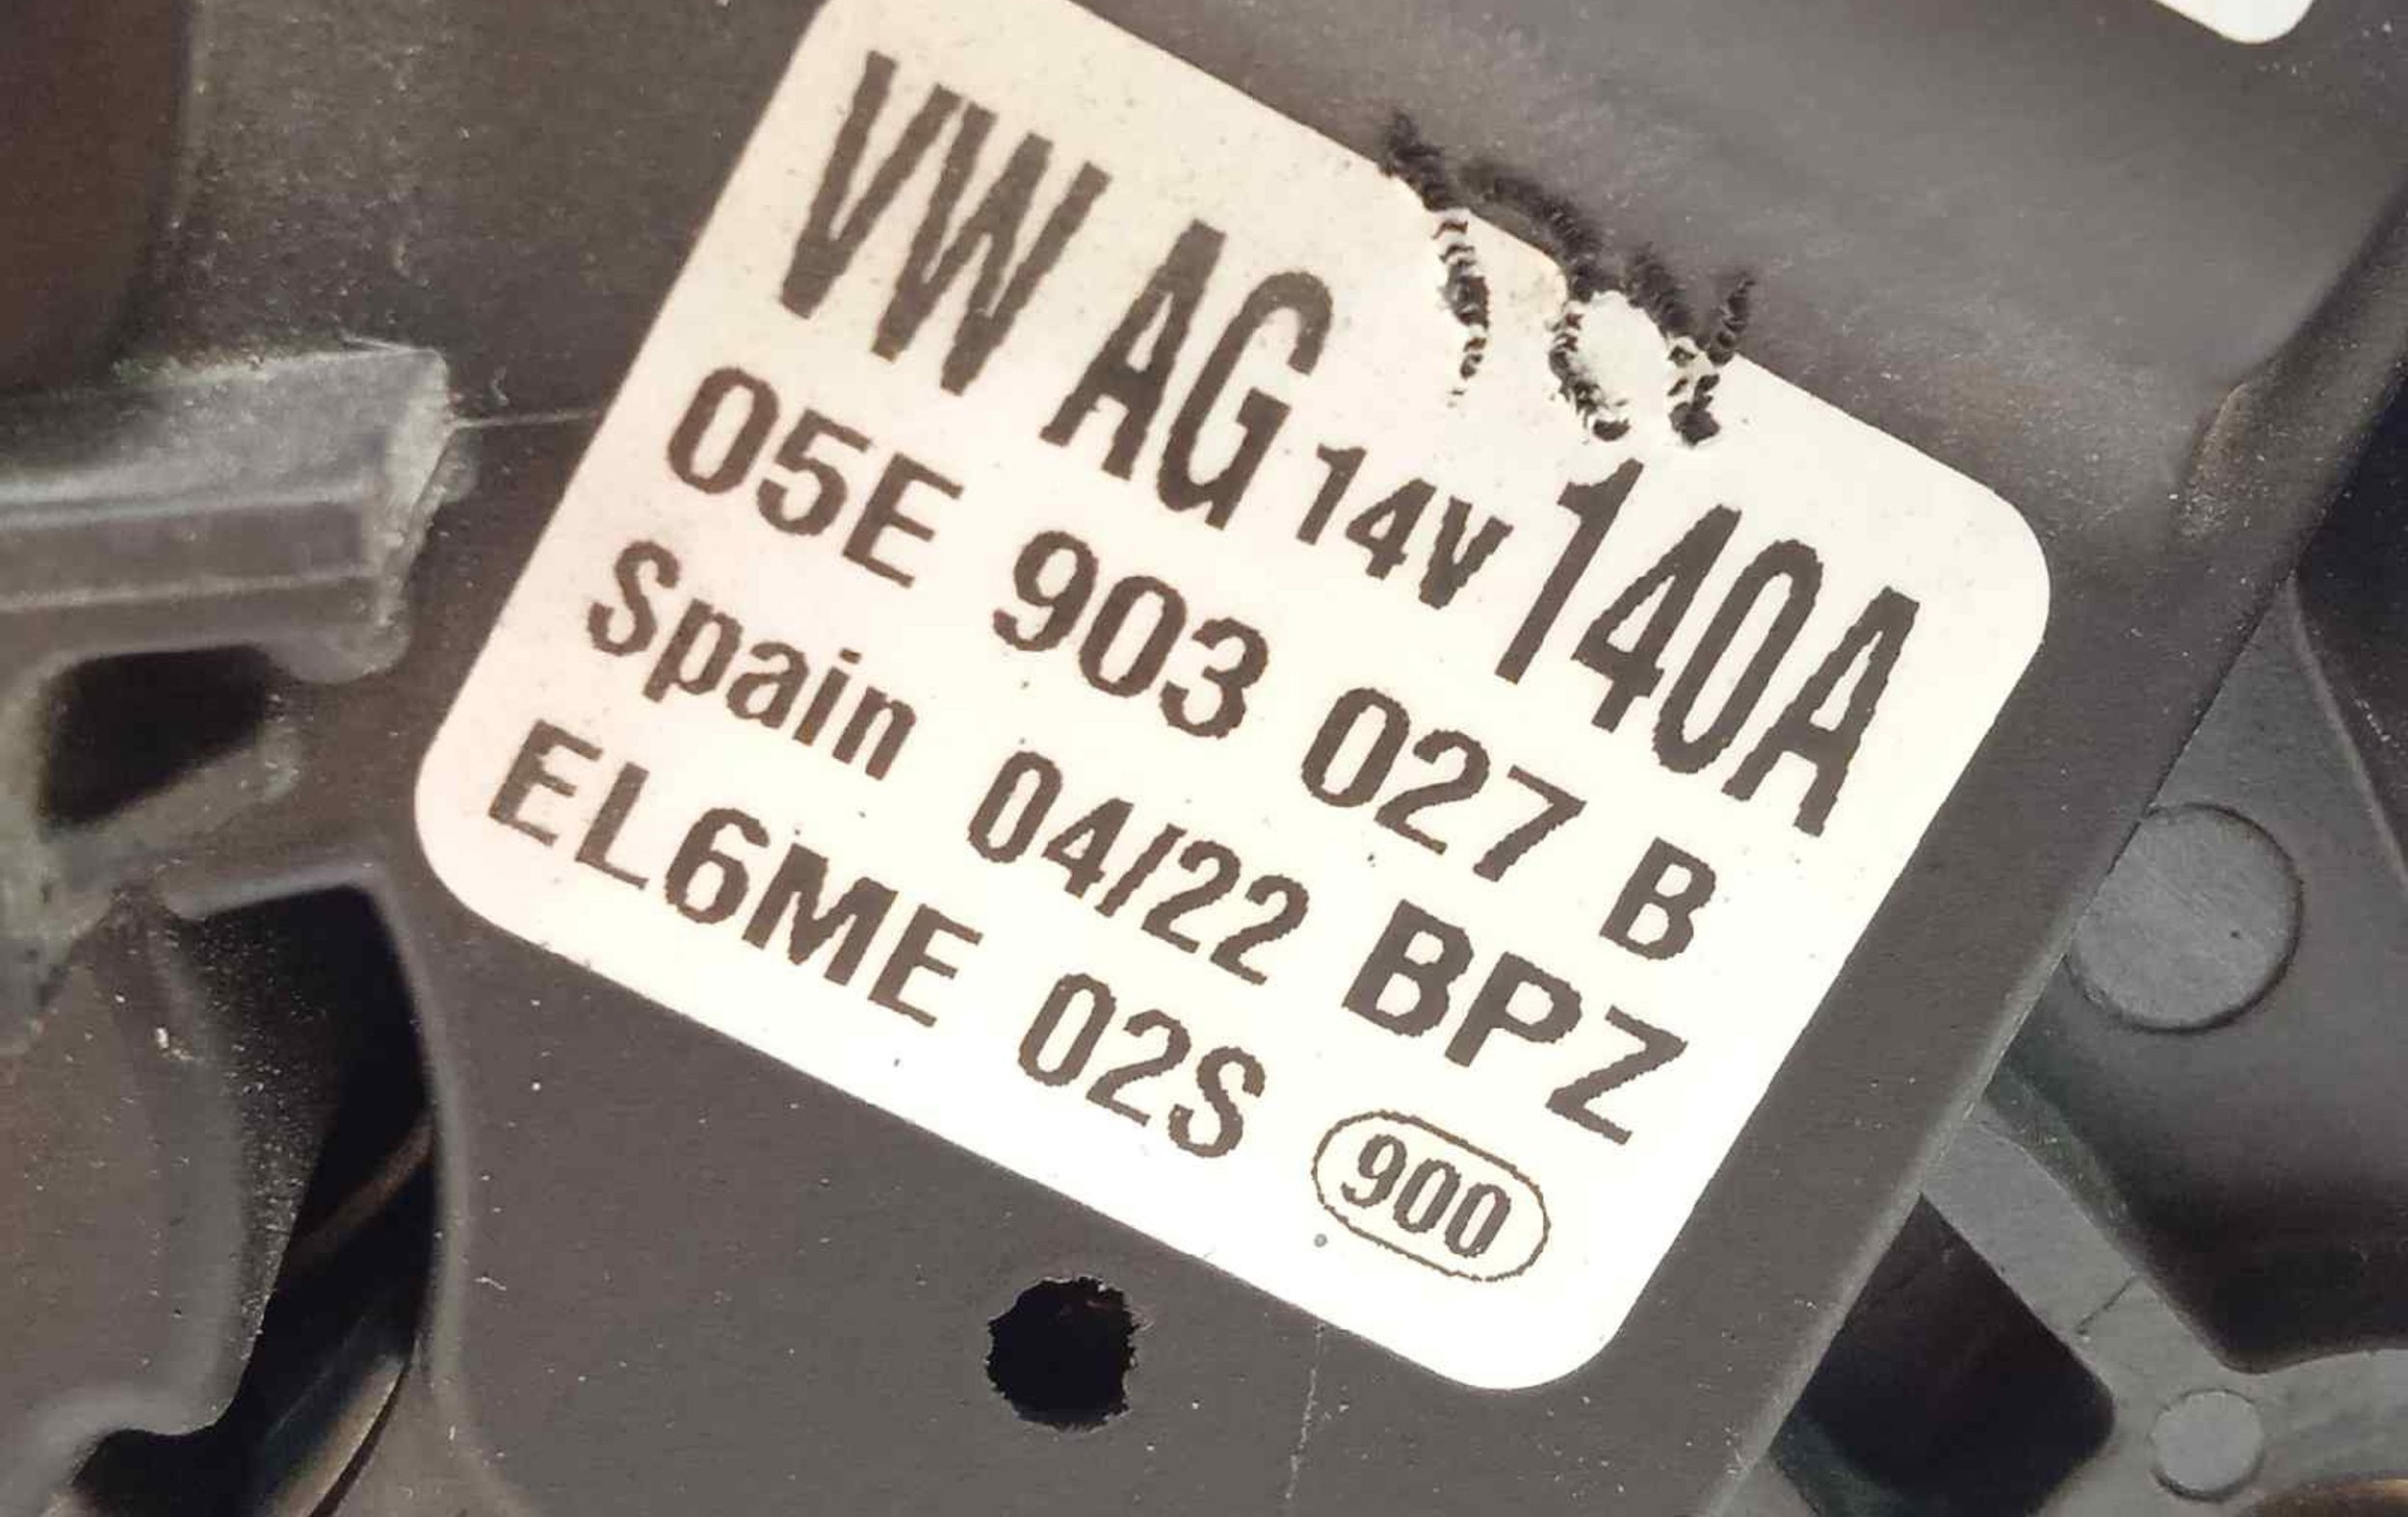 VW AG 14V 140A
05E 903 027 B
Spain 04/22 BPZ
EL6ME 02S 900